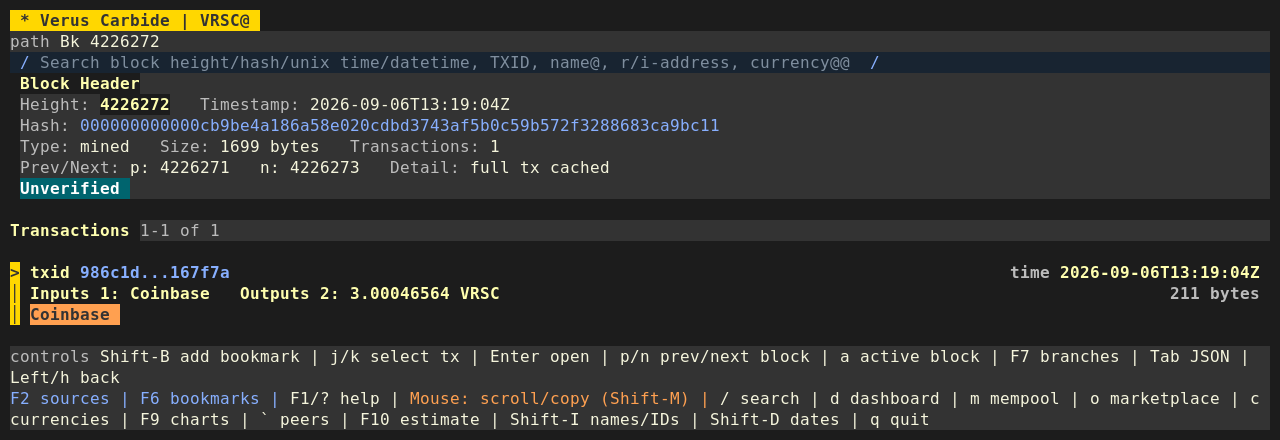 * Verus Carbide | VRSC@
path Bk 4226272
/ Search block height/hash/unix time/datetime, TXID, name@, r/i-address, currency@@  /
Block Header
Height: 4226272   Timestamp: 2026-09-06T13:19:04Z
Hash: 000000000000cb9be4a186a58e020cdbd3743af5b0c59b572f3288683ca9bc11
Type: mined   Size: 1699 bytes   Transactions: 1
Prev/Next: p: 4226271   n: 4226273   Detail: full tx cached
Unverified
Transactions 1-1 of 1
> txid 986c1d...167f7a   time 2026-09-06T13:19:04Z
│ Inputs 1: Coinbase   Outputs 2: 3.00046564 VRSC   211 bytes
│ Coinbase
controls Shift-B add bookmark | j/k select tx | Enter open | p/n prev/next block | a active block | F7 branches | Tab JSON |
Left/h back
F2 sources | F6 bookmarks | F1/? help | Mouse: scroll/copy (Shift-M) | / search | d dashboard | m mempool | o marketplace | c
currencies | F9 charts | ` peers | F10 estimate | Shift-I names/IDs | Shift-D dates | q quit